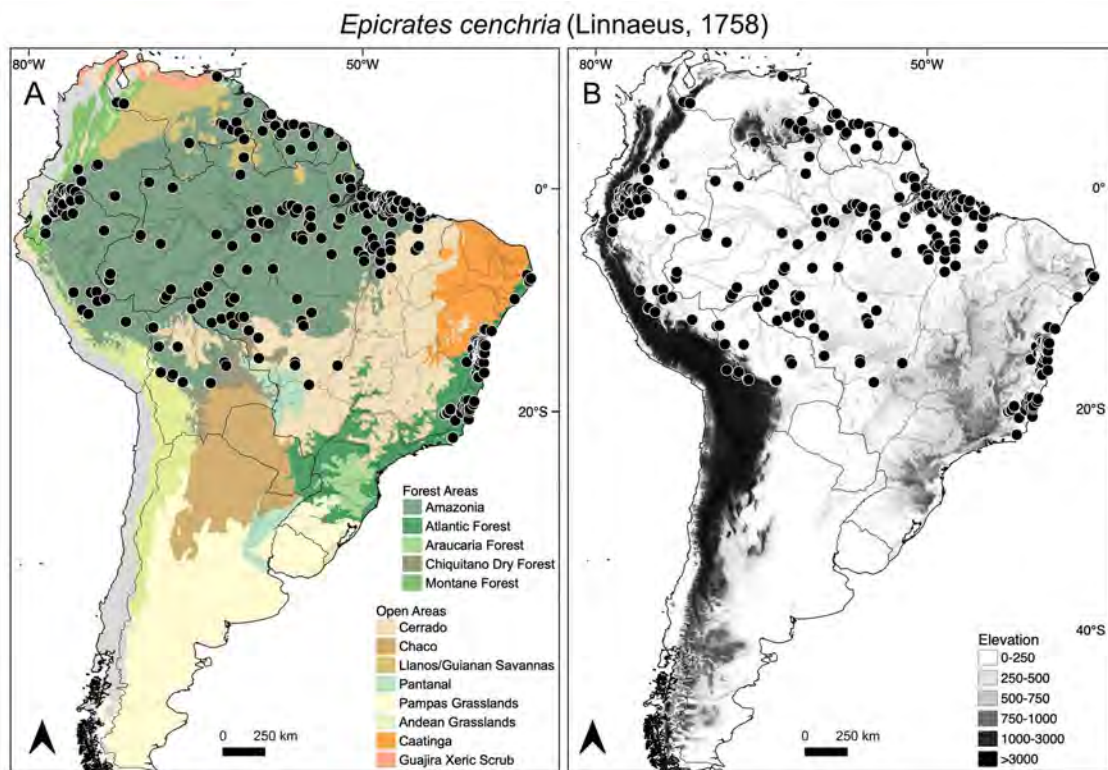 Epicrates cenchria (Linnaeus, 1758)
80°W
50°W
A
0°
20°S
Forest Areas
Amazonia
Atlantic Forest
Araucaria Forest
Chiquitano Dry Forest
Montane Forest
Open Areas
Cerrado
Chaco
Llanos/Guianan Savannas
Pantanal
Pampas Grasslands
Andean Grasslands
Caatinga
Guajira Xeric Scrub
0 250 km
80°W
50°W
B
0°
20°S
40°S
Elevation
0-250
250-500
500-750
750-1000
1000-3000
>3000
0 250 km